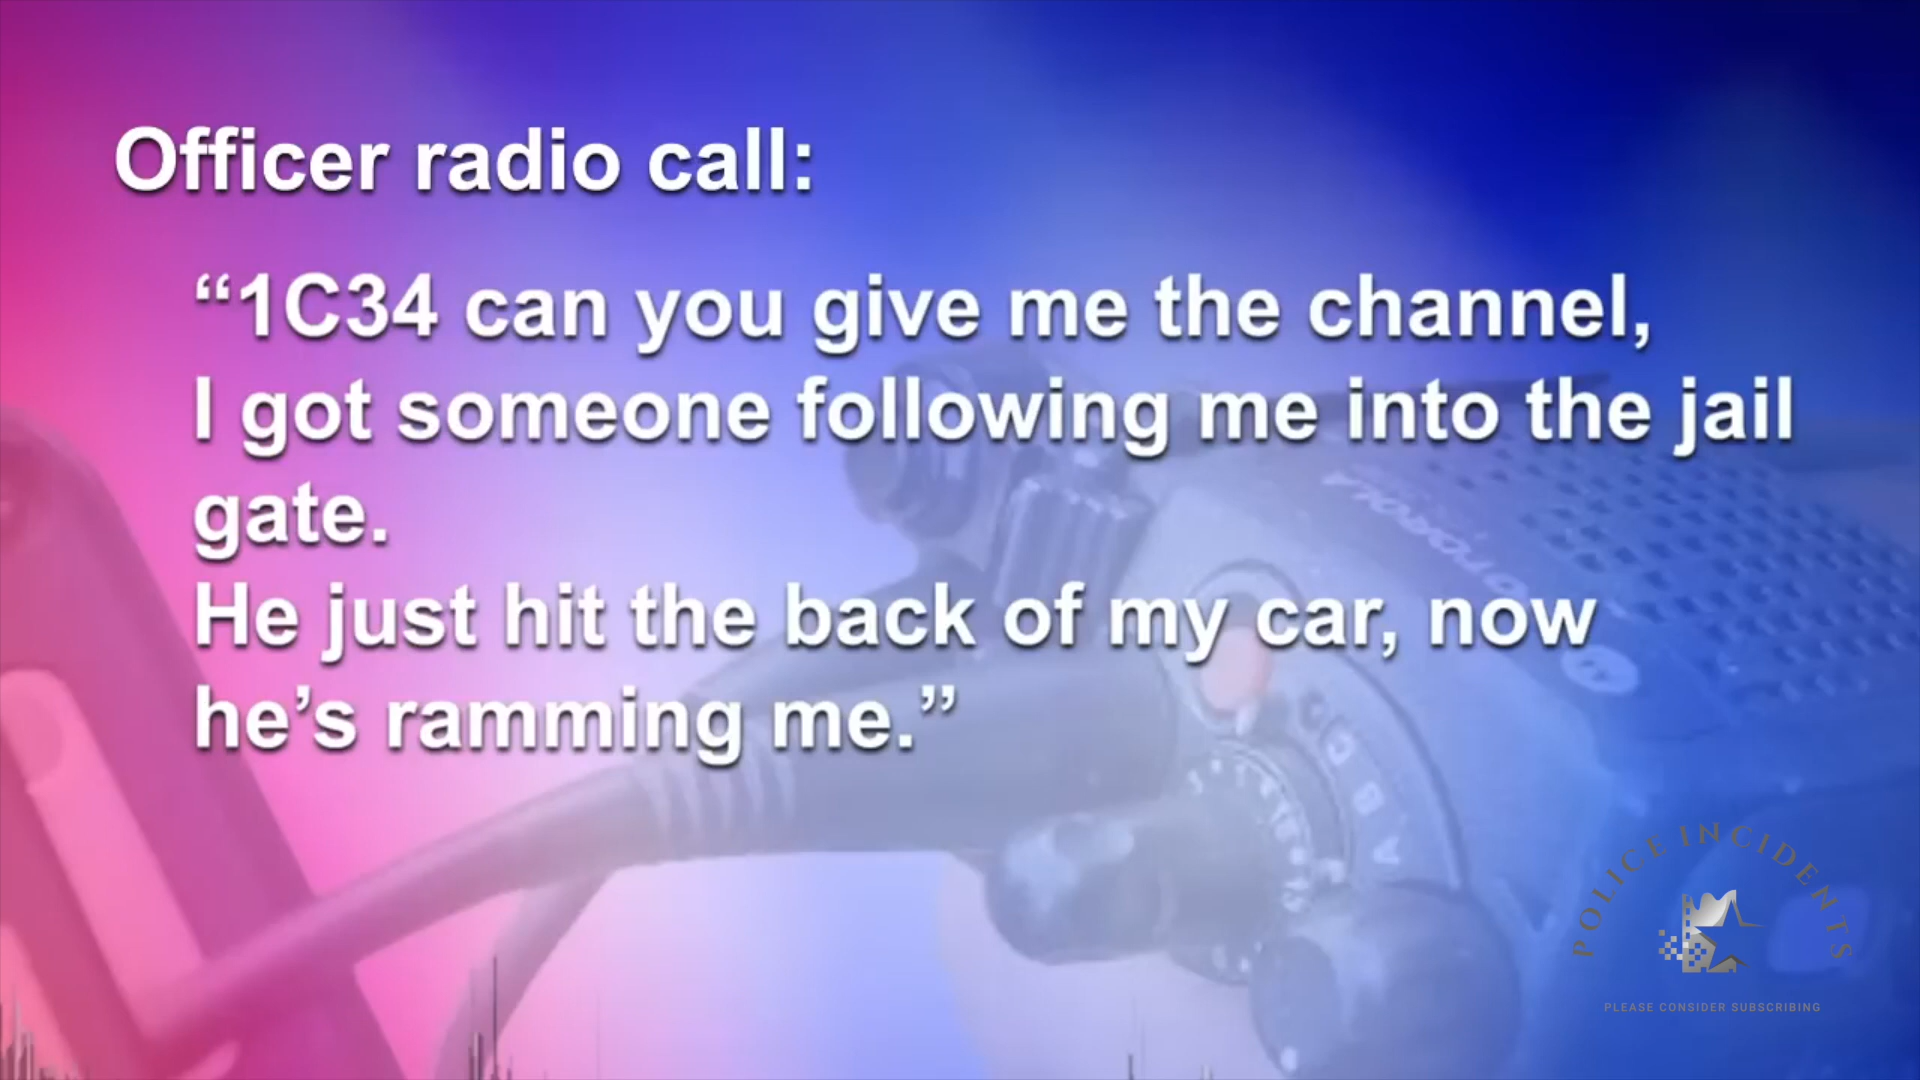 Officer radio call:
“1C34 can you give me the channel,
I got someone following me into the jail
gate.
He just hit the back of my car, now
he’s ramming me.”
MOTOROLA
A B C D
POLICE INCIDENTS
PLEASE CONSIDER SUBSCRIBING